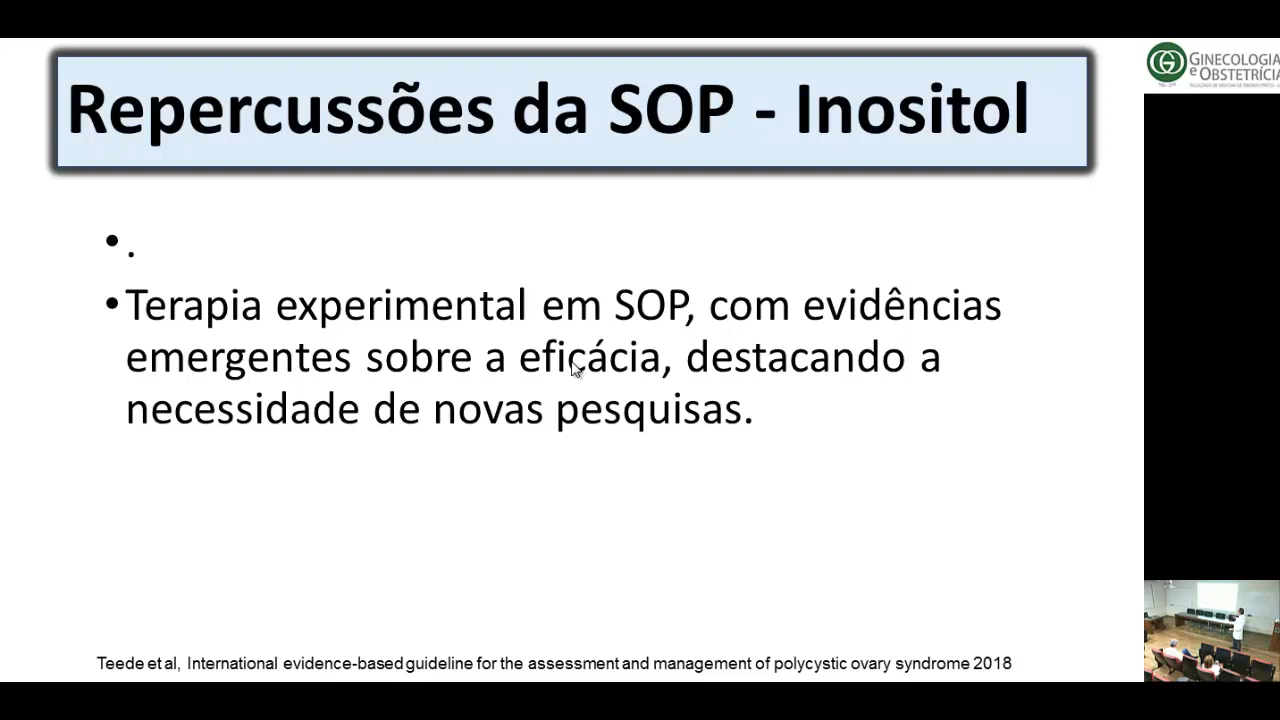 Repercussões da SOP - Inositol
GINECOLOGIA
e OBSTETRÍCIA
• .
• Terapia experimental em SOP, com evidências
emergentes sobre a eficácia, destacando a
necessidade de novas pesquisas.
Teede et al, International evidence-based guideline for the assessment and management of polycystic ovary syndrome 2018